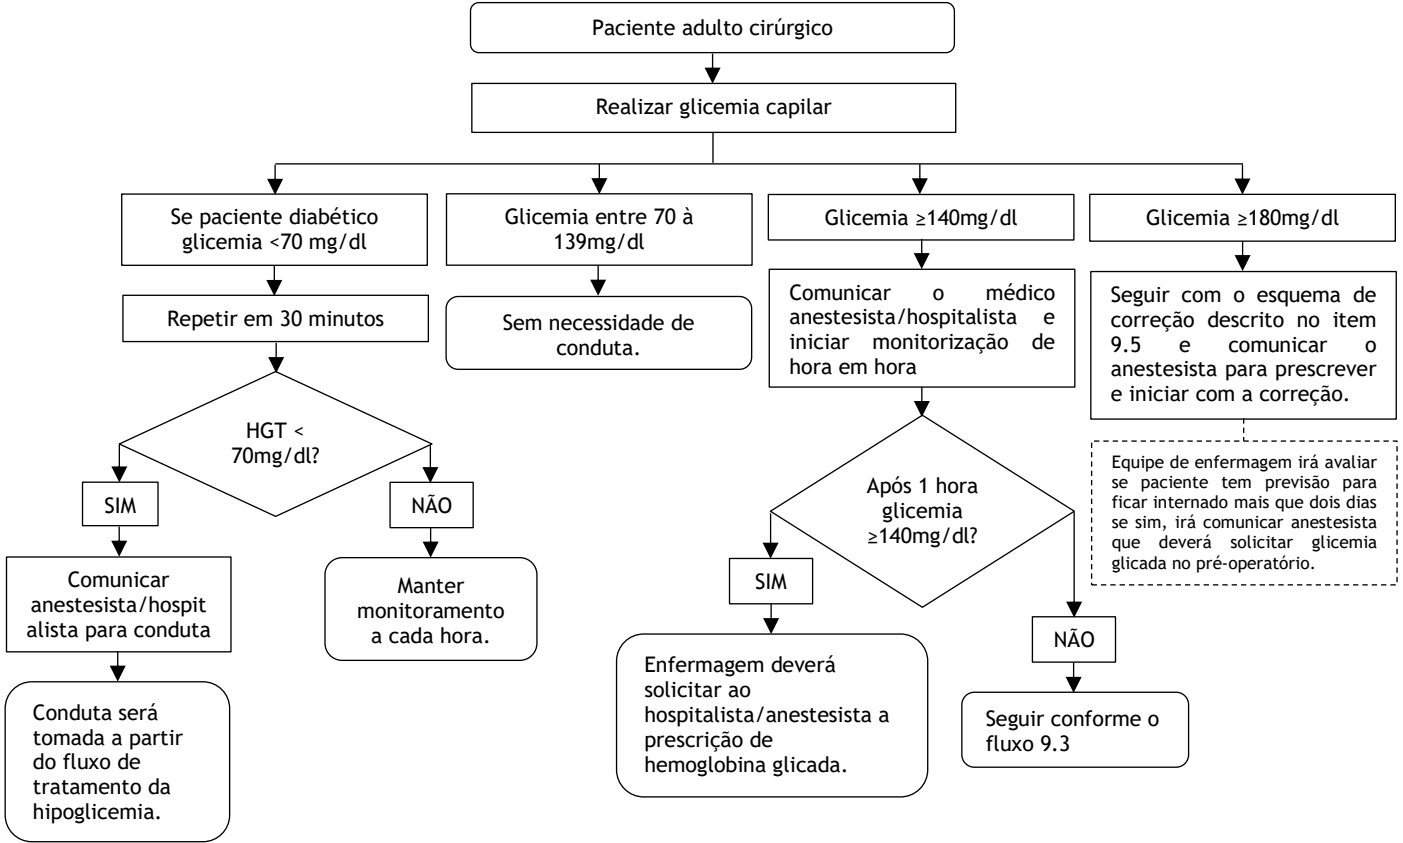 Paciente adulto cirúrgico
Realizar glicemia capilar
Se paciente diabético
glicemia <70 mg/dl
Repetir em 30 minutos
HGT <
70mg/dl?
SIM
Comunicar
anestesista/hospit
alista para conduta
Conduta será
tomada a partir
do fluxo de
tratamento da
hipoglicemia.
NÃO
Manter
monitoramento
a cada hora.
Glicemia entre 70 à
139mg/dl
Sem necessidade de
conduta.
Glicemia ≥140mg/dl
Comunicar o médico
anestesista/hospitalista e
iniciar monitorização de
hora em hora
Após 1 hora
glicemia
≥140mg/dl?
SIM
Enfermagem deverá
solicitar ao
hospitalista/anestesista a
prescrição de
hemoglobina glicada.
NÃO
Seguir conforme o
fluxo 9.3
Glicemia ≥180mg/dl
Seguir com o esquema de
correção descrito no item
9.5 e comunicar o
anestesista para prescrever
e iniciar com a correção.
Equipe de enfermagem irá avaliar
se paciente tem previsão para
ficar internado mais que dois dias
se sim, irá comunicar anestesista
que deverá solicitar glicemia
glicada no pré-operatório.